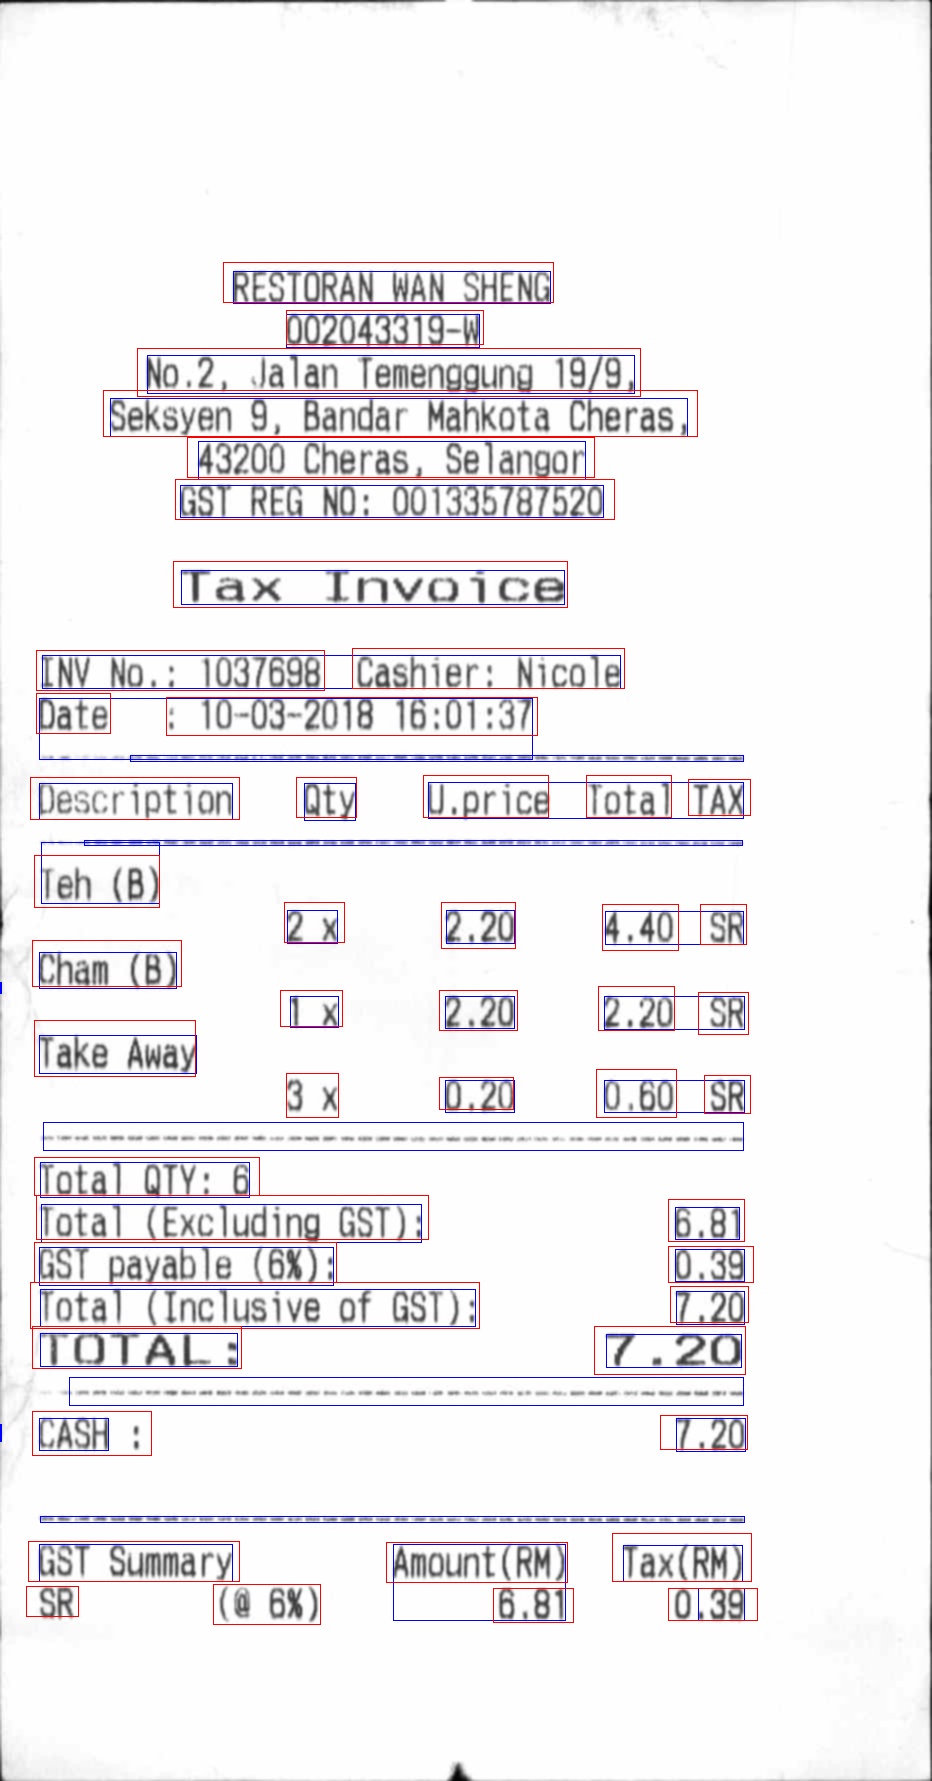 RESTORAN WAN SHENG
002043319-W
No.2, Jalan Temenggung 19/9,
Seksyen 9, Bandar Mahkota Cheras,
43200 Cheras, Selangor
GST REG NO: 001335787520
Tax Invoice
INV No.: 1037698 Cashier: Nicole
Date : 10-03-2018 16:01:37
Description Qty U.price Total TAX
Teh (B)
2 x 2.20 4.40 SR
Cham (B)
1 x 2.20 2.20 SR
Take Away
3 x 0.20 0.60 SR
Total QTY: 6
Total (Excluding GST): 6.81
GST payable (6%): 0.39
Total (Inclusive of GST): 7.20
TOTAL: 7.20
CASH : 7.20
GST Summary Amount(RM) Tax(RM)
SR (@ 6%) 6.81 0.39